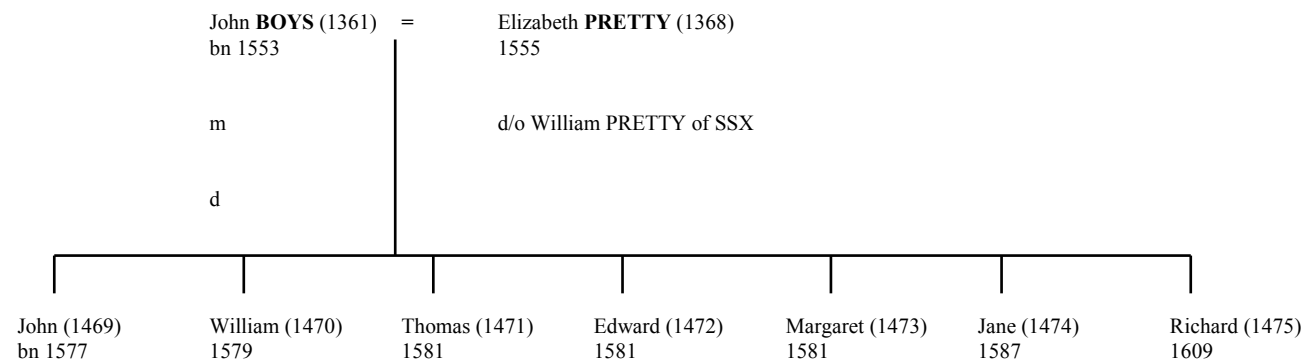 John BOYS (1361) = Elizabeth PRETTY (1368)
bn 1553 1555
m d/o William PRETTY of SSX
d
John (1469) William (1470) Thomas (1471) Edward (1472) Margaret (1473) Jane (1474) Richard (1475)
bn 1577 1579 1581 1581 1581 1587 1609